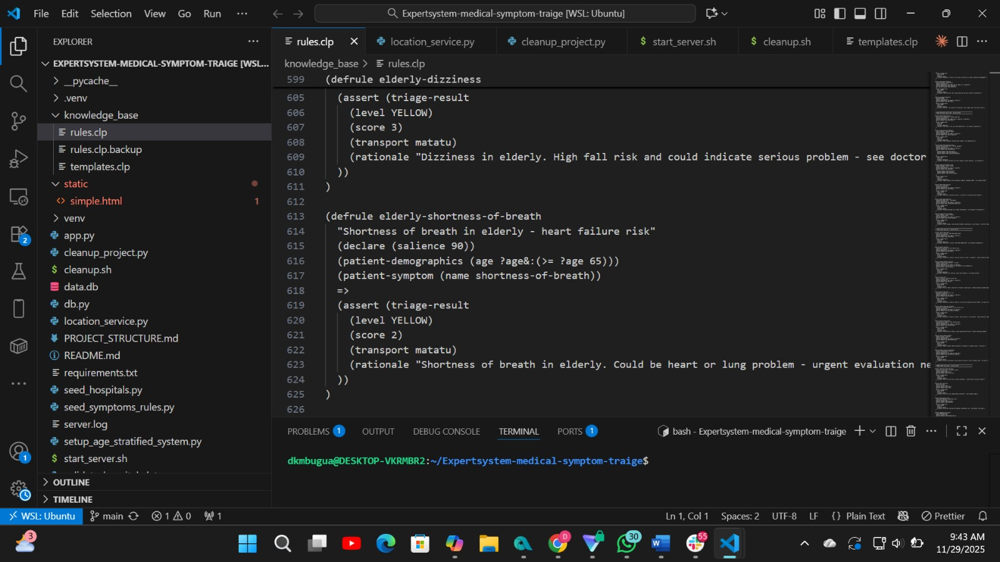 File Edit Selection View Go Run ···
Expertsystem-medical-symptom-traige [WSL: Ubuntu]
EXPLORER
EXPERTSYSTEM-MEDICAL-SYMPTOM-TRAIGE [WSL...
__pycache__
.venv
knowledge_base
rules.clp
rules.clp.backup
templates.clp
static
simple.html 1
venv
app.py
cleanup_project.py
cleanup.sh
data.db
db.py
location_service.py
PROJECT_STRUCTURE.md
README.md
requirements.txt
seed_hospitals.py
seed_symptoms_rules.py
server.log
setup_age_stratified_system.py
start_server.sh
OUTLINE
TIMELINE
2
1
rules.clp location_service.py cleanup_project.py $ start_server.sh $ cleanup.sh templates.clp
knowledge_base > rules.clp
599 (defrule elderly-dizziness
605 (assert (triage-result
606 (level YELLOW)
607 (score 3)
608 (transport matatu)
609 (rationale "Dizziness in elderly. High fall risk and could indicate serious problem - see doctor
610 ))
611 )
612
613 (defrule elderly-shortness-of-breath
614 "Shortness of breath in elderly - heart failure risk"
615 (declare (salience 90))
616 (patient-demographics (age ?age&:(>= ?age 65)))
617 (patient-symptom (name shortness-of-breath))
618 =>
619 (assert (triage-result
620 (level YELLOW)
621 (score 2)
622 (transport matatu)
623 (rationale "Shortness of breath in elderly. Could be heart or lung problem - urgent evaluation ne
624 ))
625 )
626
PROBLEMS 1 OUTPUT DEBUG CONSOLE TERMINAL PORTS 1 bash - Expertsystem-medical-symptom-traige
dkmbugua@DESKTOP-VKRMBR2:~/Expertsystem-medical-symptom-traige$
WSL: Ubuntu main 1 0 1 Ln 1, Col 1 Spaces: 2 UTF-8 LF {} Plain Text Prettier
3 D 30 55 9:43 AM
11/29/2025